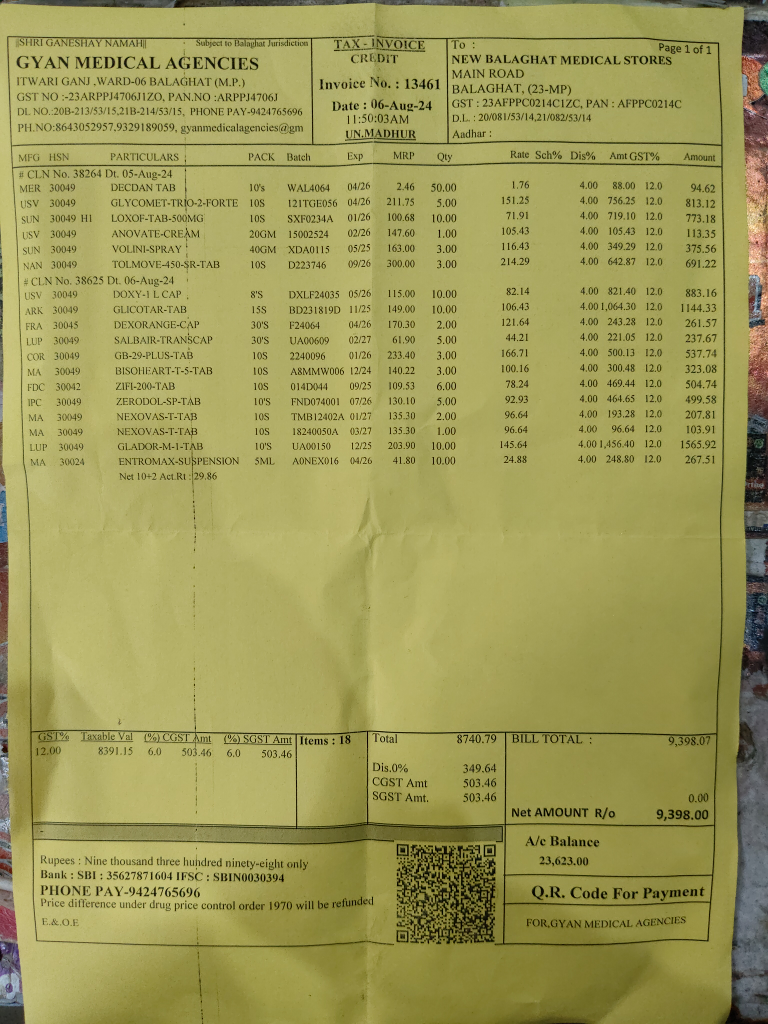 ||SHRI GANESHAY NAMAH|| Subject to Balaghat Jurisdiction
GYAN MEDICAL AGENCIES
ITWARI GANJ ,WARD-06 BALAGHAT (M.P.)
GST NO :-23ARPPJ4706J1ZO, PAN.NO :ARPPJ4706J
DL NO.:20B-213/53/15,21B-214/53/15, PHONE PAY-9424765696
PH.NO:8643052957,9329189059, gyanmedicalagencies@gm
TAX - INVOICE
CREDIT
Invoice No. : 13461
Date : 06-Aug-24
11:50:03AM
UN.MADHUR
To : Page 1 of 1
NEW BALAGHAT MEDICAL STORES
MAIN ROAD
BALAGHAT, (23-MP)
GST : 23AFPPC0214C1ZC, PAN : AFPPC0214C
D.L. : 20/081/53/14,21/082/53/14
Aadhar :
MFG HSN PARTICULARS PACK Batch Exp MRP Qty Rate Sch% Dis% Amt GST% Amount
# CLN No. 38264 Dt. 05-Aug-24
MER 30049 DECDAN TAB 10's WAL4064 04/26 2.46 50.00 1.76 4.00 88.00 12.0 94.62
USV 30049 GLYCOMET-TRIO-2-FORTE 10S 121TGE056 04/26 211.75 5.00 151.25 4.00 756.25 12.0 813.12
SUN 30049 H1 LOXOF-TAB-500MG 10S SXF0234A 01/26 100.68 10.00 71.91 4.00 719.10 12.0 773.18
USV 30049 ANOVATE-CREAM 20GM 15002524 02/26 147.60 1.00 105.43 4.00 105.43 12.0 113.35
SUN 30049 VOLINI-SPRAY 40GM XDA0115 05/25 163.00 3.00 116.43 4.00 349.29 12.0 375.56
NAN 30049 TOLMOVE-450-SR-TAB 10S D223746 09/26 300.00 3.00 214.29 4.00 642.87 12.0 691.22
# CLN No. 38625 Dt. 06-Aug-24
USV 30049 DOXY-1 L CAP 8'S DXLF24035 05/26 115.00 10.00 82.14 4.00 821.40 12.0 883.16
ARK 30049 GLICOTAR-TAB 15S BD231819D 11/25 149.00 10.00 106.43 4.00 1,064.30 12.0 1144.33
FRA 30045 DEXORANGE-CAP 30'S F24064 04/26 170.30 2.00 121.64 4.00 243.28 12.0 261.57
LUP 30049 SALBAIR-TRANSCAP 30'S UA00609 02/27 61.90 5.00 44.21 4.00 221.05 12.0 237.67
COR 30049 GB-29-PLUS-TAB 10S 2240096 01/26 233.40 3.00 166.71 4.00 500.13 12.0 537.74
MA 30049 BISOHEART-T-5-TAB 10S A8MMW006 12/24 140.22 3.00 100.16 4.00 300.48 12.0 323.08
FDC 30042 ZIFI-200-TAB 10S 014D044 09/25 109.53 6.00 78.24 4.00 469.44 12.0 504.74
IPC 30049 ZERODOL-SP-TAB 10'S FND074001 07/26 130.10 5.00 92.93 4.00 464.65 12.0 499.58
MA 30049 NEXOVAS-T-TAB 10S TMB12402A 01/27 135.30 2.00 96.64 4.00 193.28 12.0 207.81
MA 30049 NEXOVAS-T-TAB 10S 18240050A 03/27 135.30 1.00 96.64 4.00 96.64 12.0 103.91
LUP 30049 GLADOR-M-1-TAB 10'S UA00150 12/25 203.90 10.00 145.64 4.00 1,456.40 12.0 1565.92
MA 30024 ENTROMAX-SUSPENSION 5ML A0NEX016 04/26 41.80 10.00 24.88 4.00 248.80 12.0 267.51
Net 10+2 Act.Rt : 29.86
GST% Taxable Val (%) CGST Amt (%) SGST Amt
12.00 8391.15 6.0 503.46 6.0 503.46
Items : 18
Total 8740.79
Dis.0% 349.64
CGST Amt 503.46
SGST Amt. 503.46
BILL TOTAL : 9,398.07
0.00
Net AMOUNT R/o 9,398.00
Rupees : Nine thousand three hundred ninety-eight only
Bank : SBI : 35627871604 IFSC : SBIN0030394
PHONE PAY-9424765696
Price difference under drug price control order 1970 will be refunded
E.&.O.E
A/c Balance
23,623.00
Q.R. Code For Payment
FOR,GYAN MEDICAL AGENCIES